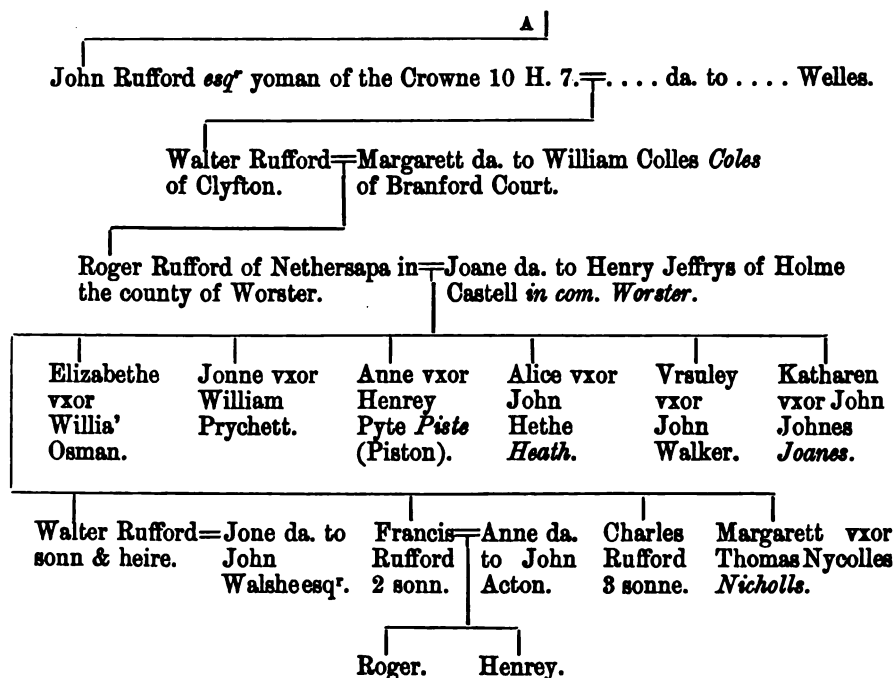 A
John Rufford esqʳ yoman of the Crowne 10 H. 7.=. . . . da. to . . . . Welles.
Walter Rufford=Margarett da. to William Colles Coles
of Clyfton. of Branford Court.
Roger Rufford of Nethersapa in=Joane da. to Henry Jeffrys of Holme
the county of Worster. Castell in com. Worster.
Elizabethe Jonne vxor Anne vxor Alice vxor Vrsuley Katharen
vxor William Henrey John vxor vxor John
Willia' Prychett. Pyte Piste Hethe John Johnes
Osman. (Piston). Heath. Walker. Joanes.
Walter Rufford=Jone da. to Francis=Anne da. Charles Margarett vxor
sonn & heire. John Rufford to John Rufford Thomas Nycolles
Walshe esqʳ. 2 sonn. Acton. 3 sonne. Nicholls.
Roger. Henrey.